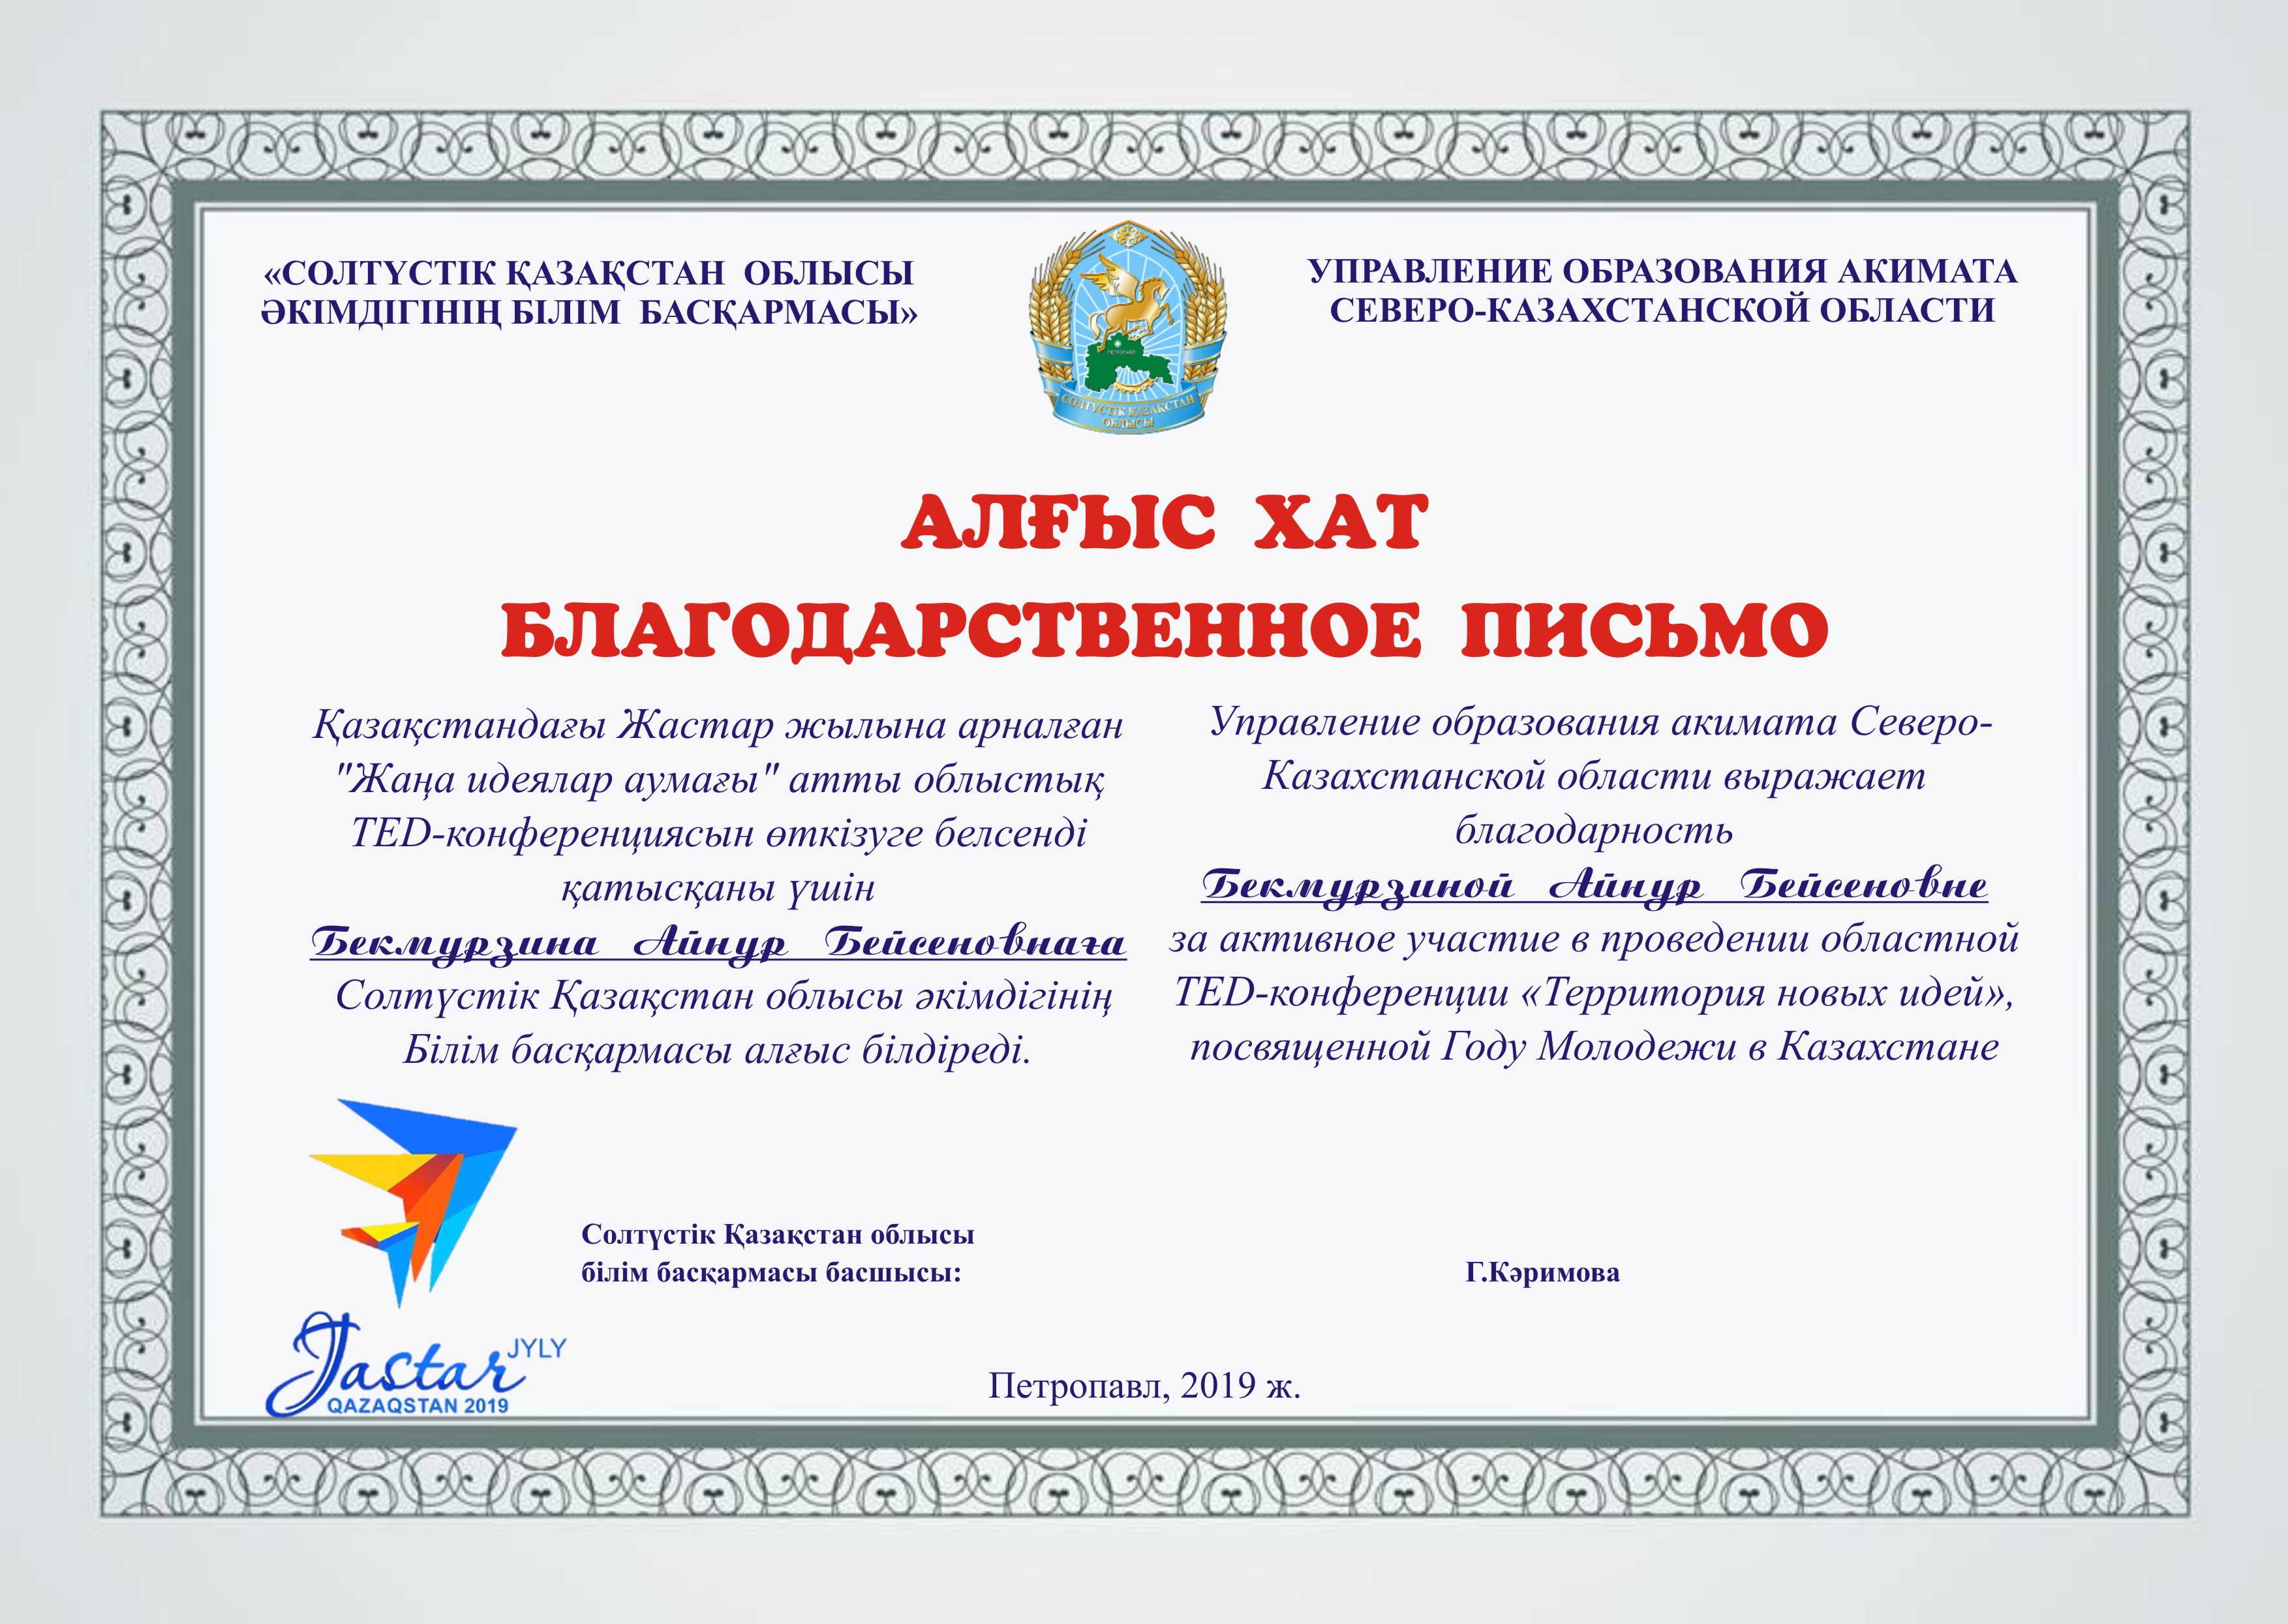 «СОЛТҮСТІК ҚАЗАҚСТАН ОБЛЫСЫ
ӘКІМДІГІНІҢ БІЛІМ БАСҚАРМАСЫ»
ПЕТРОПАВЛ
СОЛТҮСТІК ҚАЗАҚСТАН
ОБЛЫСЫ
УПРАВЛЕНИЕ ОБРАЗОВАНИЯ АКИМАТА
СЕВЕРО-КАЗАХСТАНСКОЙ ОБЛАСТИ
АЛҒЫС ХАТ
БЛАГОДАРСТВЕННОЕ ПИСЬМО
Қазақстандағы Жастар жылына арналған
"Жаңа идеялар аумағы" атты облыстық
TED-конференциясын өткізуге белсенді
қатысқаны үшін
Бекмурзина Айнур Бейсеновнаға
Солтүстік Қазақстан облысы әкімдігінің
Білім басқармасы алғыс білдіреді.
Управление образования акимата Северо-
Казахстанской области выражает
благодарность
Бекмурзиной Айнур Бейсеновне
за активное участие в проведении областной
TED-конференции «Территория новых идей»,
посвященной Году Молодежи в Казахстане
Солтүстік Қазақстан облысы
білім басқармасы басшысы:
Г.Кәримова
Jastar JYLY
QAZAQSTAN 2019
Петропавл, 2019 ж.